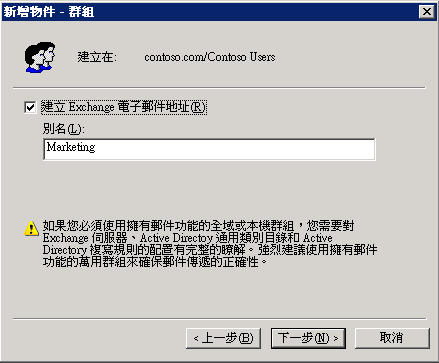 新增物件 - 群組
建立在: contoso.com/Contoso Users
建立 Exchange 電子郵件地址(R)
別名(L):
Marketing
如果您必須使用擁有郵件功能的全域或本機群組，您需要對
Exchange 伺服器、Active Directoy 通用類別目錄和 Active
Directory 複寫規則的配置有完整的瞭解。強烈建議使用擁有郵件
功能的萬用群組來確保郵件傳遞的正確性。
< 上一步(B) 下一步(N) > 取消